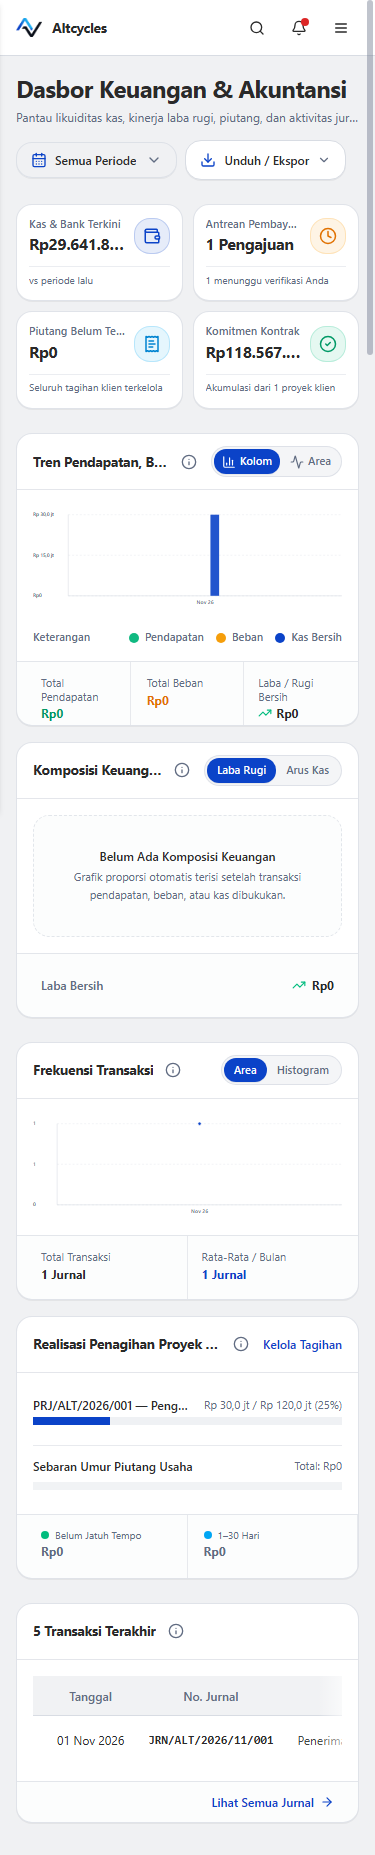 Altcycles
Dasbor Keuangan & Akuntansi
Pantau likuiditas kas, kinerja laba rugi, piutang, dan aktivitas jur...
Semua Periode
Unduh / Ekspor
Kas & Bank Terkini
Rp29.641.8...
vs periode lalu
Antrean Pembay...
1 Pengajuan
1 menunggu verifikasi Anda
Piutang Belum Te...
Rp0
Seluruh tagihan klien terkelola
Komitmen Kontrak
Rp118.567....
Akumulasi dari 1 proyek klien
Tren Pendapatan, B...
Kolom
Area
Rp 30,0 jt
Rp 15,0 jt
Rp0
Nov 26
Keterangan
Pendapatan
Beban
Kas Bersih
Total
Pendapatan
Rp0
Total Beban
Rp0
Laba / Rugi
Bersih
Rp0
Komposisi Keuang...
Laba Rugi
Arus Kas
Belum Ada Komposisi Keuangan
Grafik proporsi otomatis terisi setelah transaksi
pendapatan, beban, atau kas dibukukan.
Laba Bersih
Rp0
Frekuensi Transaksi
Area
Histogram
1
1
0
Nov 26
Total Transaksi
1 Jurnal
Rata-Rata / Bulan
1 Jurnal
Realisasi Penagihan Proyek ...
Kelola Tagihan
PRJ/ALT/2026/001 — Peng...
Rp 30,0 jt / Rp 120,0 jt (25%)
Sebaran Umur Piutang Usaha
Total: Rp0
Belum Jatuh Tempo
Rp0
1–30 Hari
Rp0
5 Transaksi Terakhir
Tanggal
No. Jurnal
01 Nov 2026
JRN/ALT/2026/11/001
Penerim
Lihat Semua Jurnal